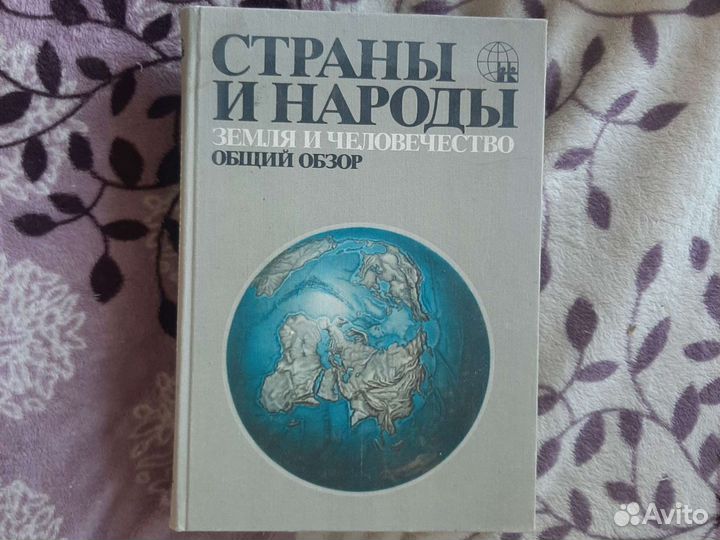 СТРАНЫ
И НАРОДЫ
ЗЕМЛЯ И ЧЕЛОВЕЧЕСТВО
ОБЩИЙ ОБЗОР
Avito